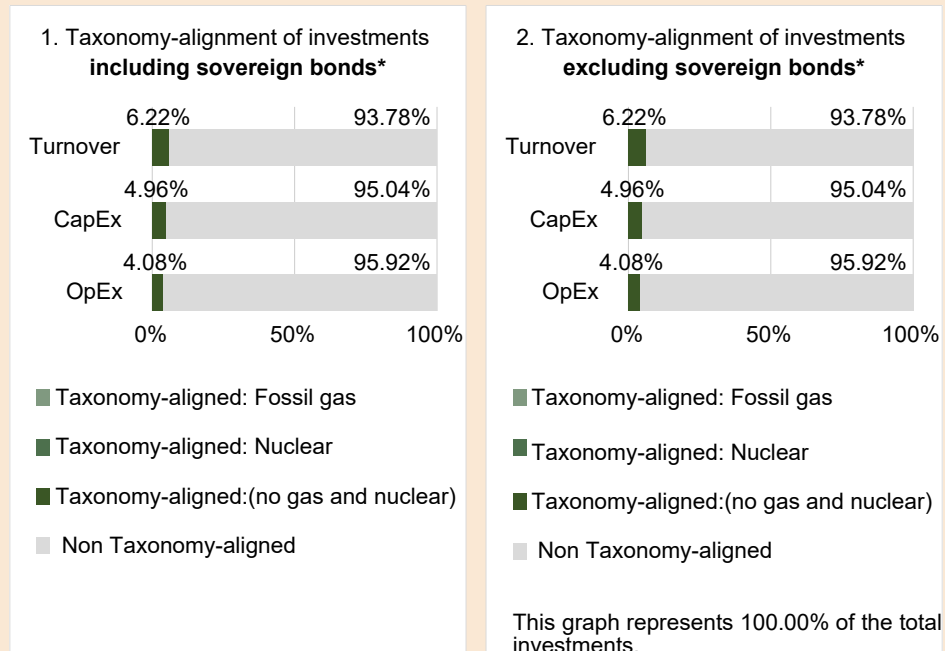 1. Taxonomy-alignment of investments
including sovereign bonds*
6.22% 93.78%
Turnover
4.96% 95.04%
CapEx
4.08% 95.92%
OpEx
0% 50% 100%
Taxonomy-aligned: Fossil gas
Taxonomy-aligned: Nuclear
Taxonomy-aligned:(no gas and nuclear)
Non Taxonomy-aligned
2. Taxonomy-alignment of investments
excluding sovereign bonds*
6.22% 93.78%
Turnover
4.96% 95.04%
CapEx
4.08% 95.92%
OpEx
0% 50% 100%
Taxonomy-aligned: Fossil gas
Taxonomy-aligned: Nuclear
Taxonomy-aligned:(no gas and nuclear)
Non Taxonomy-aligned
This graph represents 100.00% of the total
investments.